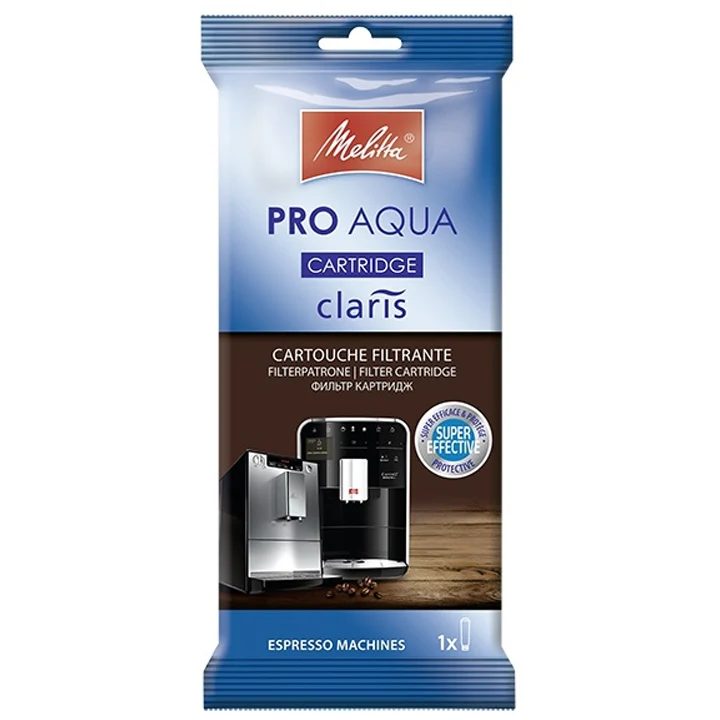 Melitta®
PRO AQUA
CARTRIDGE
claris
CARTOUCHE FILTRANTE
FILTERPATRONE | FILTER CARTRIDGE
ФИЛЬТР КАРТРИДЖ
SUPER EFFICACE & PROTÈGE
SUPER
EFFECTIVE
PROTECTIVE
ESPRESSO MACHINES
1x